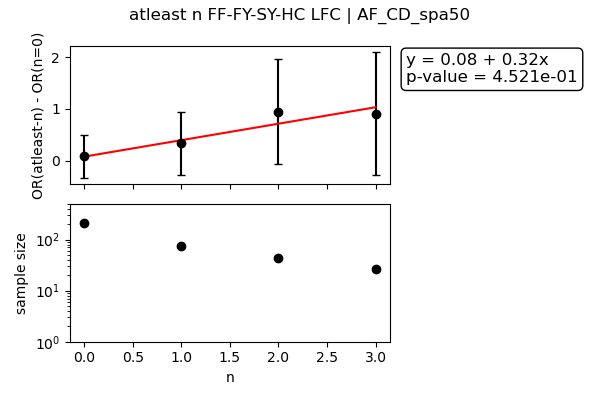 atleast n FF-FY-SY-HC LFC | AF_CD_spa50
OR(atleast-n) - OR(n=0)
2
1
0
y = 0.08 + 0.32x
p-value = 4.521e-01
sample size
10²
10¹
10⁰
0.0 0.5 1.0 1.5 2.0 2.5 3.0
n